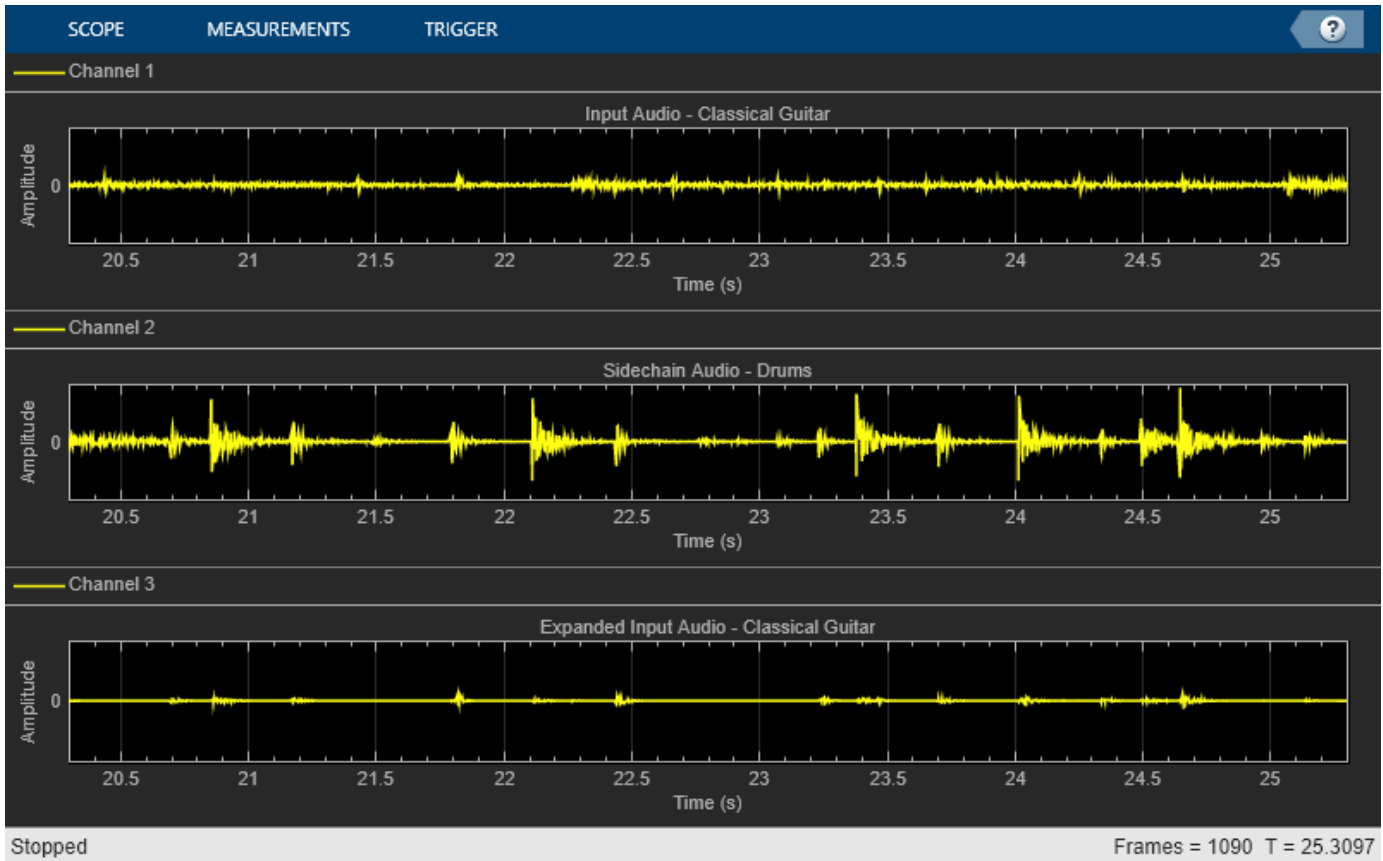 SCOPE MEASUREMENTS TRIGGER ?
Channel 1
Input Audio - Classical Guitar
Amplitude
0
20.5 21 21.5 22 22.5 23 23.5 24 24.5 25
Time (s)
Channel 2
Sidechain Audio - Drums
Amplitude
0
20.5 21 21.5 22 22.5 23 23.5 24 24.5 25
Time (s)
Channel 3
Expanded Input Audio - Classical Guitar
Amplitude
0
20.5 21 21.5 22 22.5 23 23.5 24 24.5 25
Time (s)
Stopped Frames = 1090 T = 25.3097